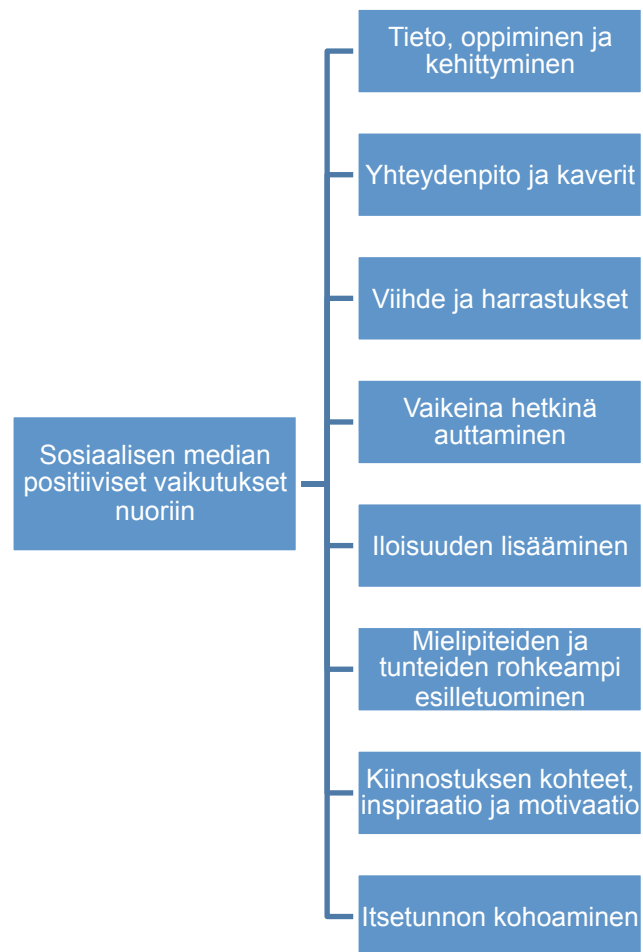 Tieto, oppiminen ja
kehittyminen
Yhteydenpito ja kaverit
Viihde ja harrastukset
Vaikeina hetkinä
auttaminen
Sosiaalisen median
positiiviset vaikutukset
nuoriin
Iloisuuden lisääminen
Mielipiteiden ja
tunteiden rohkeampi
esilletuominen
Kiinnostuksen kohteet,
inspiraatio ja motivaatio
Itsetunnon kohoaminen